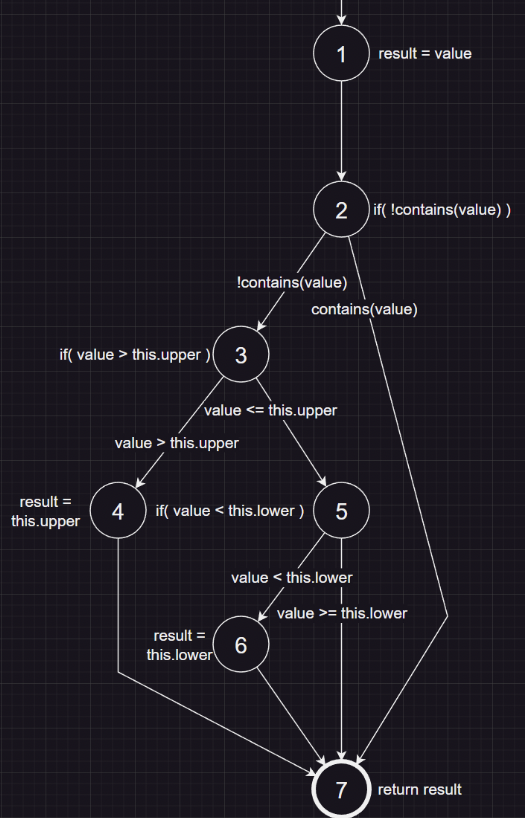 1
result = value
2
if( !contains(value) )
!contains(value)
contains(value)
if( value > this.upper )
3
value <= this.upper
value > this.upper
result =
this.upper
4
if( value < this.lower )
5
value < this.lower
value >= this.lower
result =
this.lower
6
7
return result